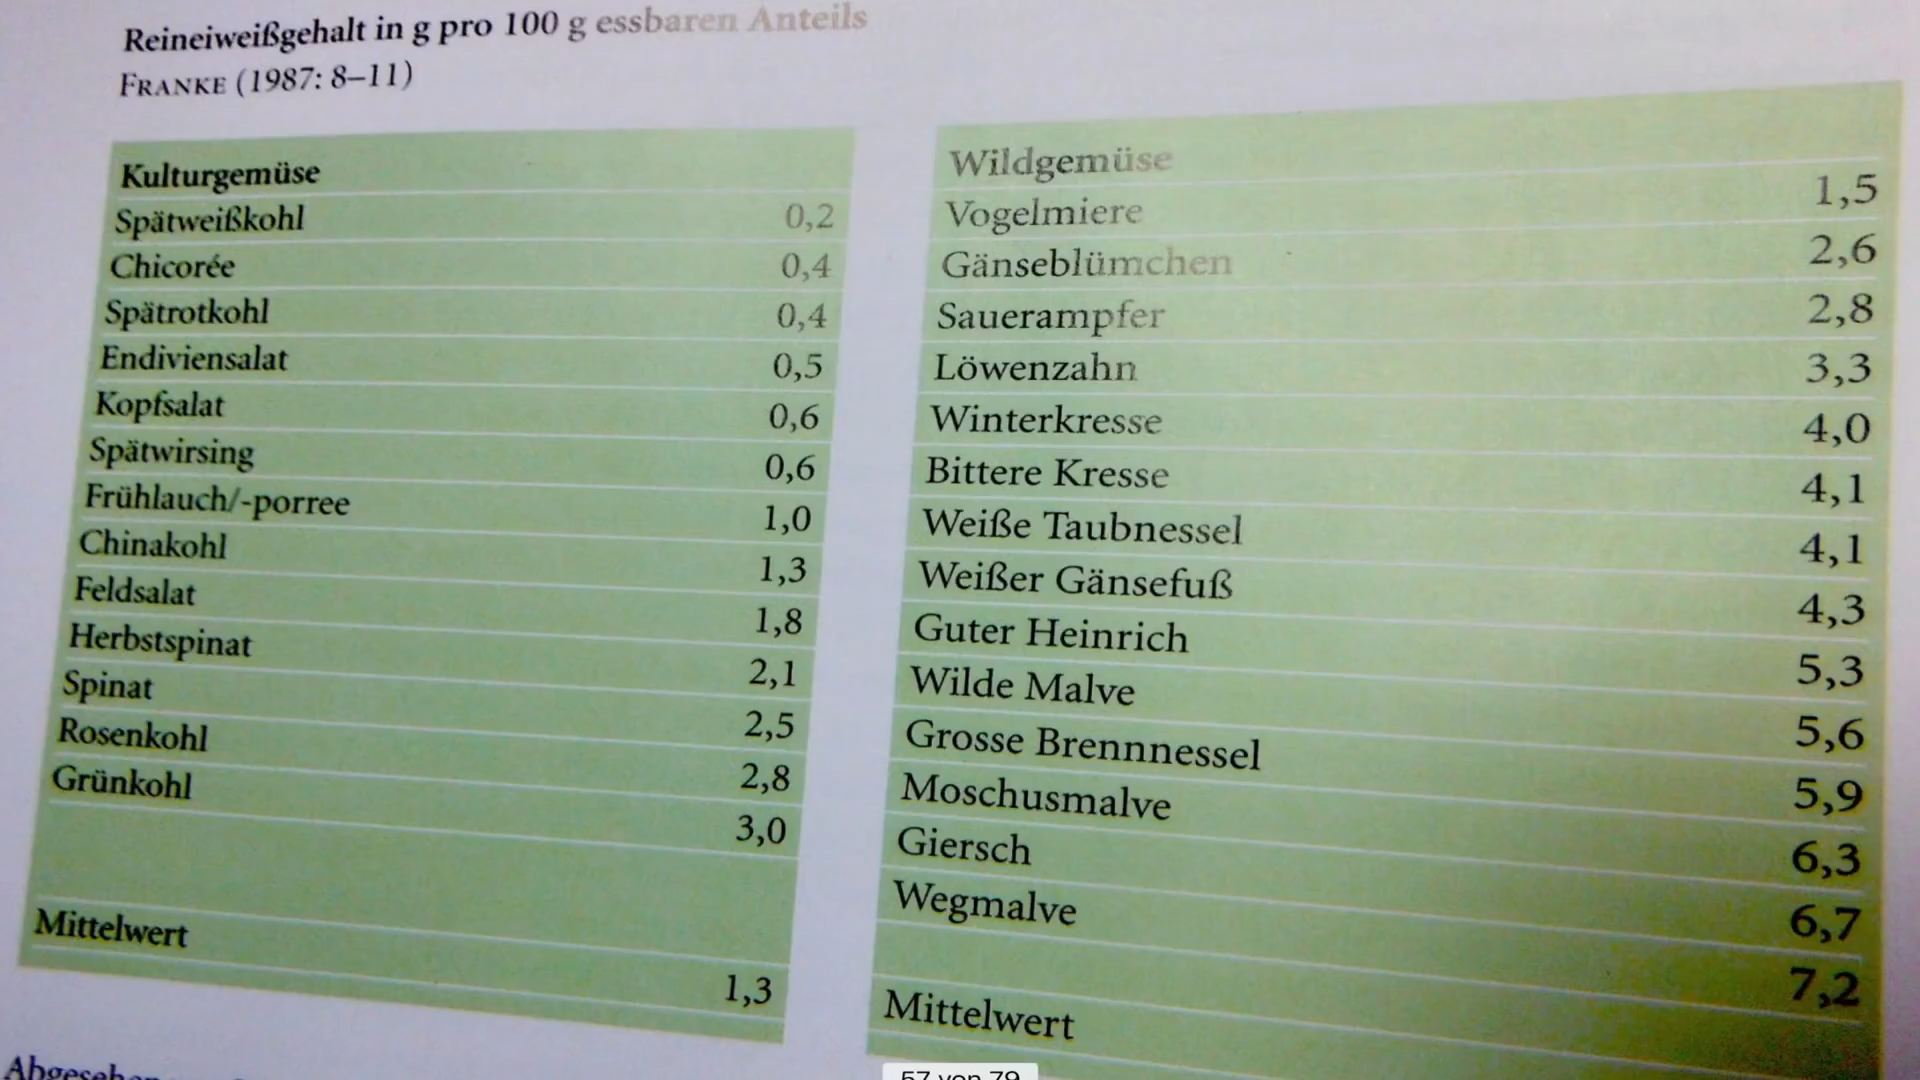 Reineiweißgehalt in g pro 100 g essbaren Anteils
FRANKE (1987: 8–11)
Kulturgemüse
Spätweißkohl 0,2
Chicorée 0,4
Spätrotkohl 0,4
Endiviensalat 0,5
Kopfsalat 0,6
Spätwirsing 0,6
Frühlauch/-porree 1,0
Chinakohl 1,3
Feldsalat 1,8
Herbstspinat 2,1
Spinat 2,5
Rosenkohl 2,8
Grünkohl 3,0
Mittelwert 1,3
Wildgemüse
Vogelmiere 1,5
Gänseblümchen 2,6
Sauerampfer 2,8
Löwenzahn 3,3
Winterkresse 4,0
Bittere Kresse 4,1
Weiße Taubnessel 4,1
Weißer Gänsefuß 4,3
Guter Heinrich 5,3
Wilde Malve 5,6
Grosse Brennnessel 5,9
Moschusmalve 6,3
Giersch 6,7
Wegmalve 7,2
Mittelwert
57 von 79